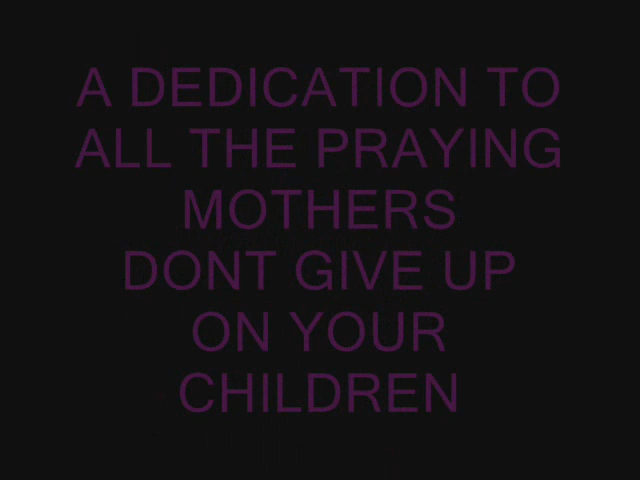 A DEDICATION TO
ALL THE PRAYING
MOTHERS
DONT GIVE UP
ON YOUR
CHILDREN